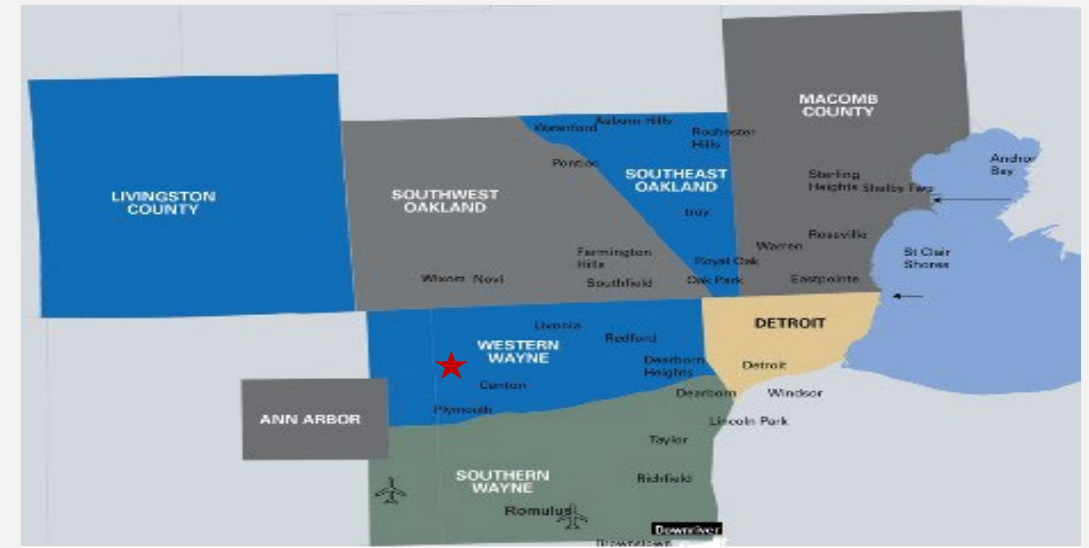 MACOMB
COUNTY
Waterford
Auburn Hills
Rochester
Hills
Pontiac
Anchor
Bay
SOUTHEAST
OAKLAND
Sterling
Heights
Shelby Twp
LIVINGSTON
COUNTY
SOUTHWEST
OAKLAND
Troy
Roseville
Warren
Farmington
Hills
Royal Oak
St Clair
Shores
Wixom
Novi
Southfield
Oak Park
Eastpointe
DETROIT
Livonia
Redford
WESTERN
WAYNE
Dearborn
Heights
Detroit
Canton
Dearborn
Windsor
Plymouth
ANN ARBOR
Lincoln Park
Taylor
SOUTHERN
WAYNE
Richfield
Romulus
Downriver
Brownstown